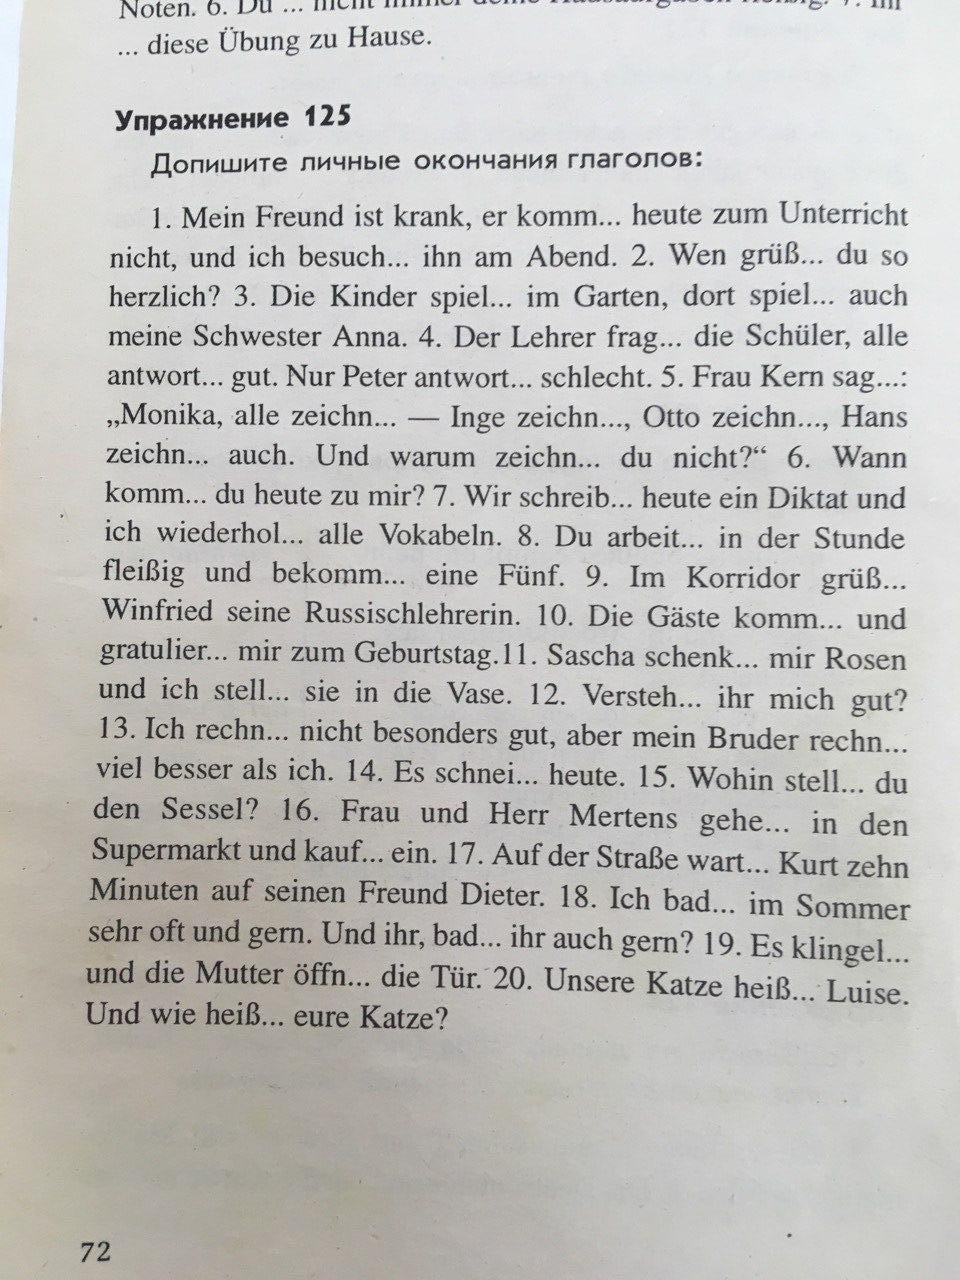 Noten. 6. Du ... nicht immer deine Hausaufgaben fleißig. 7. Im
... diese Übung zu Hause.
Упражнение 125
Допишите личные окончания глаголов:
1. Mein Freund ist krank, er komm... heute zum Unterricht
nicht, und ich besuch... ihn am Abend. 2. Wen grüß... du so
herzlich? 3. Die Kinder spiel... im Garten, dort spiel... auch
meine Schwester Anna. 4. Der Lehrer frag... die Schüler, alle
antwort... gut. Nur Peter antwort... schlecht. 5. Frau Kern sag...:
„Monika, alle zeichn... — Inge zeichn..., Otto zeichn..., Hans
zeichn... auch. Und warum zeichn... du nicht?“ 6. Wann
komm... du heute zu mir? 7. Wir schreib... heute ein Diktat und
ich wiederhol... alle Vokabeln. 8. Du arbeit... in der Stunde
fleißig und bekomm... eine Fünf. 9. Im Korridor grüß...
Winfried seine Russischlehrerin. 10. Die Gäste komm... und
gratulier... mir zum Geburtstag.11. Sascha schenk... mir Rosen
und ich stell... sie in die Vase. 12. Versteh... ihr mich gut?
13. Ich rechn... nicht besonders gut, aber mein Bruder rechn...
viel besser als ich. 14. Es schnei... heute. 15. Wohin stell... du
den Sessel? 16. Frau und Herr Mertens gehe... in den
Supermarkt und kauf... ein. 17. Auf der Straße wart... Kurt zehn
Minuten auf seinen Freund Dieter. 18. Ich bad... im Sommer
sehr oft und gern. Und ihr, bad... ihr auch gern? 19. Es klingel...
und die Mutter öffn... die Tür. 20. Unsere Katze heiß... Luise.
Und wie heiß... eure Katze?
72